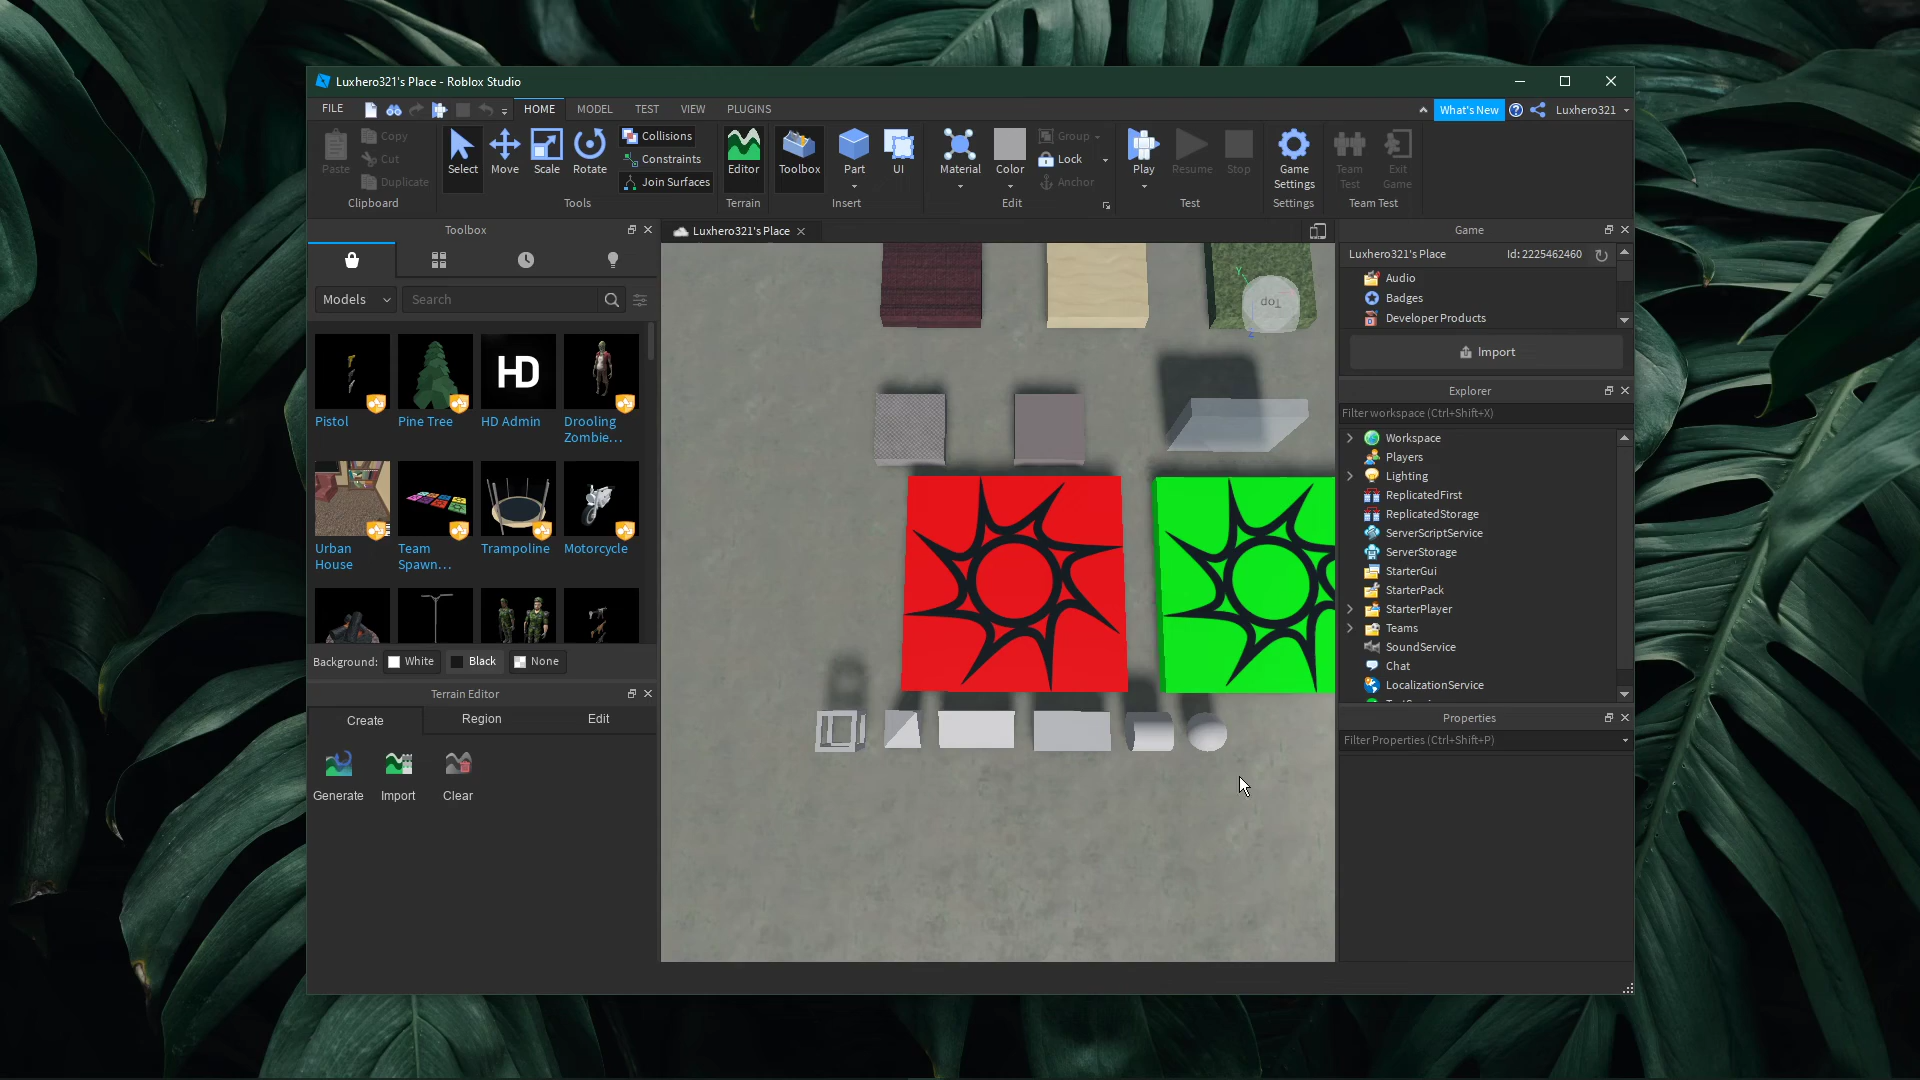 Luxhero321's Place - Roblox Studio
FILE
HOME
MODEL
TEST
VIEW
PLUGINS
What's New
Luxhero321
Paste
Copy
Cut
Duplicate
Clipboard
Select
Move
Scale
Rotate
Collisions
Constraints
Join Surfaces
Tools
Editor
Terrain
Toolbox
Part
UI
Insert
Material
Color
Group
Lock
Anchor
Edit
Play
Resume
Stop
Test
Game
Settings
Settings
Team
Test
Exit
Game
Team Test
Toolbox
Models
Search
Pistol
Pine Tree
HD
HD Admin
Drooling
Zombie...
Urban
House
Team
Spawn...
Trampoline
Motorcycle
Background:
White
Black
None
Terrain Editor
Create
Region
Edit
Generate
Import
Clear
Luxhero321's Place
Y
Top
Z
Game
Luxhero321's Place
Id: 2225462460
Audio
Badges
Developer Products
Import
Explorer
Filter workspace (Ctrl+Shift+X)
Workspace
Players
Lighting
ReplicatedFirst
ReplicatedStorage
ServerScriptService
ServerStorage
StarterGui
StarterPack
StarterPlayer
Teams
SoundService
Chat
LocalizationService
Properties
Filter Properties (Ctrl+Shift+P)